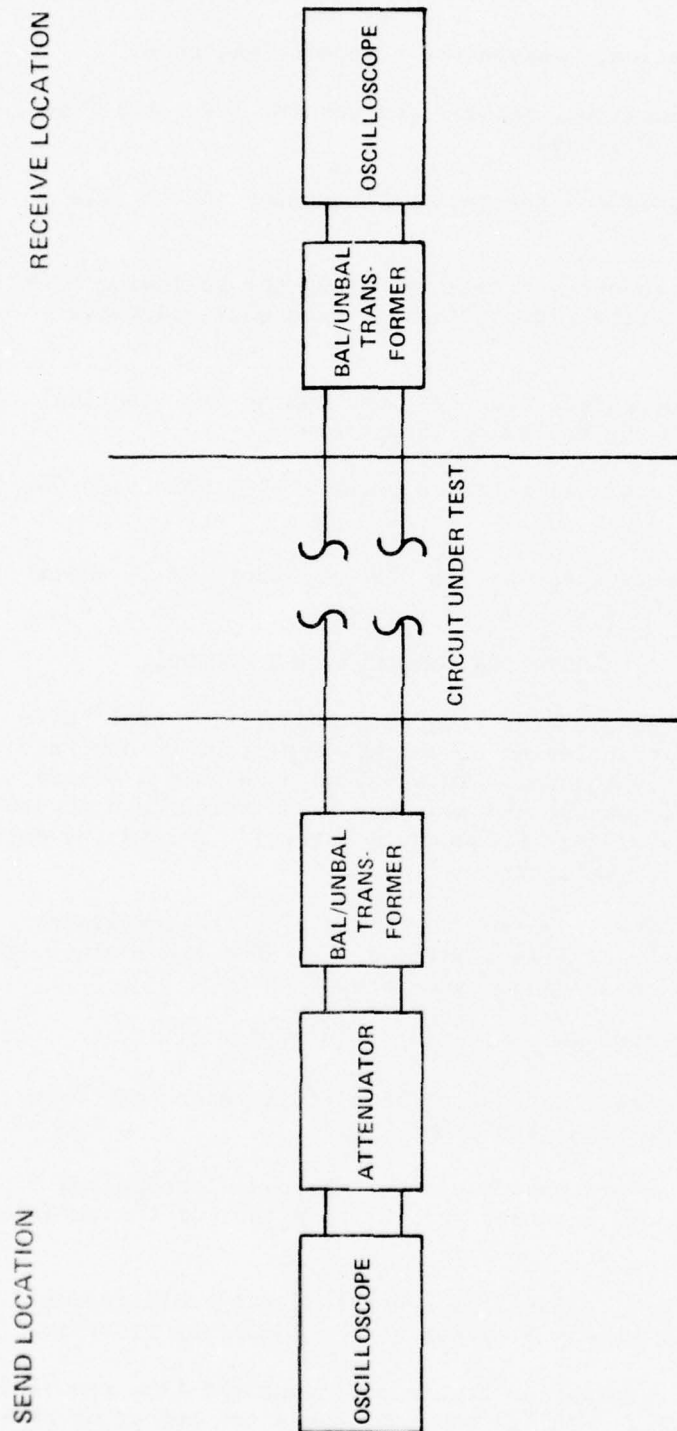 SEND LOCATION
RECEIVE LOCATION
OSCILLOSCOPE
ATTENUATOR
BAL/UNBAL
TRANS-
FORMER
CIRCUIT UNDER TEST
BAL/UNBAL
TRANS-
FORMER
OSCILLOSCOPE